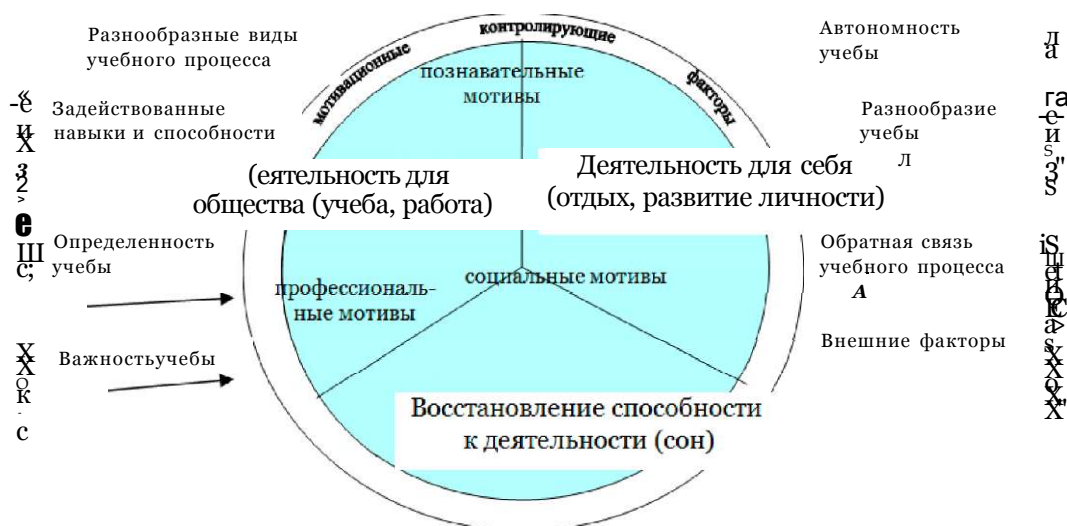 Разнообразные виды
учебного процесса
Задействованные
навыки и способности
Определенность
учебы
Важностьучебы
мотивационные контролирующие факторы
познавательные
мотивы
(еятельность для
общества (учеба, работа)
Деятельность для себя
(отдых, развитие личности)
социальные мотивы
профессиональ-
ные мотивы
Восстановление способности
к деятельности (сон)
Автономность
учебы
Разнообразие
учебы
Л
Обратная связь
учебного процесса
А
Внешние факторы